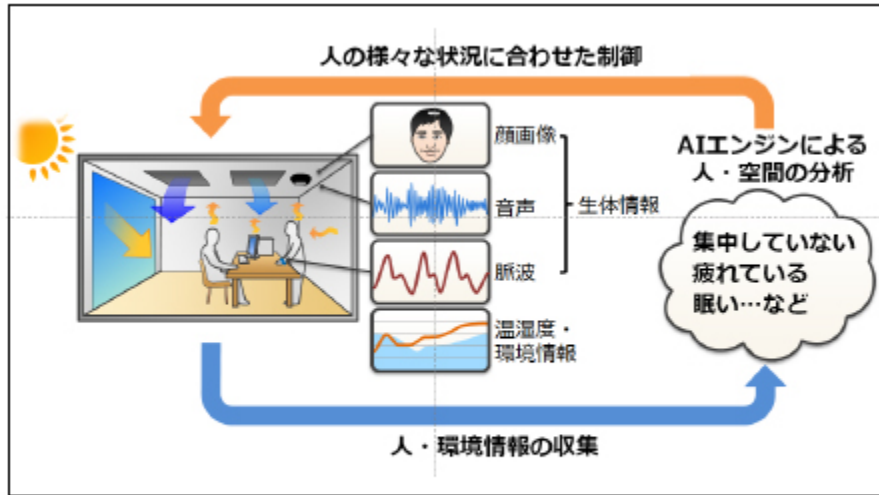 人の様々な状況に合わせた制御
顔画像
音声
生体情報
脈波
温湿度・
環境情報
AIエンジンによる
人・空間の分析
集中していない
疲れている
眠い…など
人・環境情報の収集